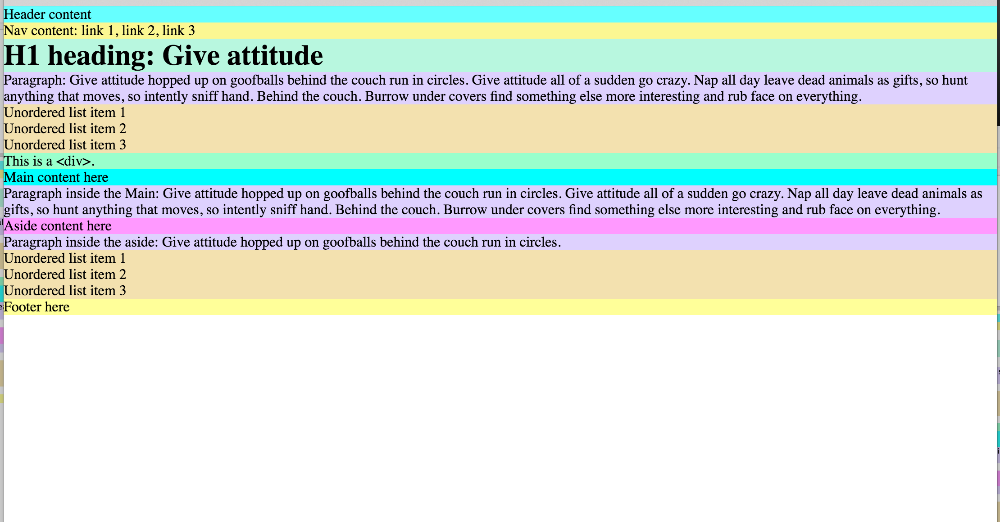 Header content
Nav content: link 1, link 2, link 3
H1 heading: Give attitude
Paragraph: Give attitude hopped up on goofballs behind the couch run in circles. Give attitude all of a sudden go crazy. Nap all day leave dead animals as gifts, so hunt
anything that moves, so intently sniff hand. Behind the couch. Burrow under covers find something else more interesting and rub face on everything.
Unordered list item 1
Unordered list item 2
Unordered list item 3
This is a <div>.
Main content here
Paragraph inside the Main: Give attitude hopped up on goofballs behind the couch run in circles. Give attitude all of a sudden go crazy. Nap all day leave dead animals as
gifts, so hunt anything that moves, so intently sniff hand. Behind the couch. Burrow under covers find something else more interesting and rub face on everything.
Aside content here
Paragraph inside the aside: Give attitude hopped up on goofballs behind the couch run in circles.
Unordered list item 1
Unordered list item 2
Unordered list item 3
Footer here